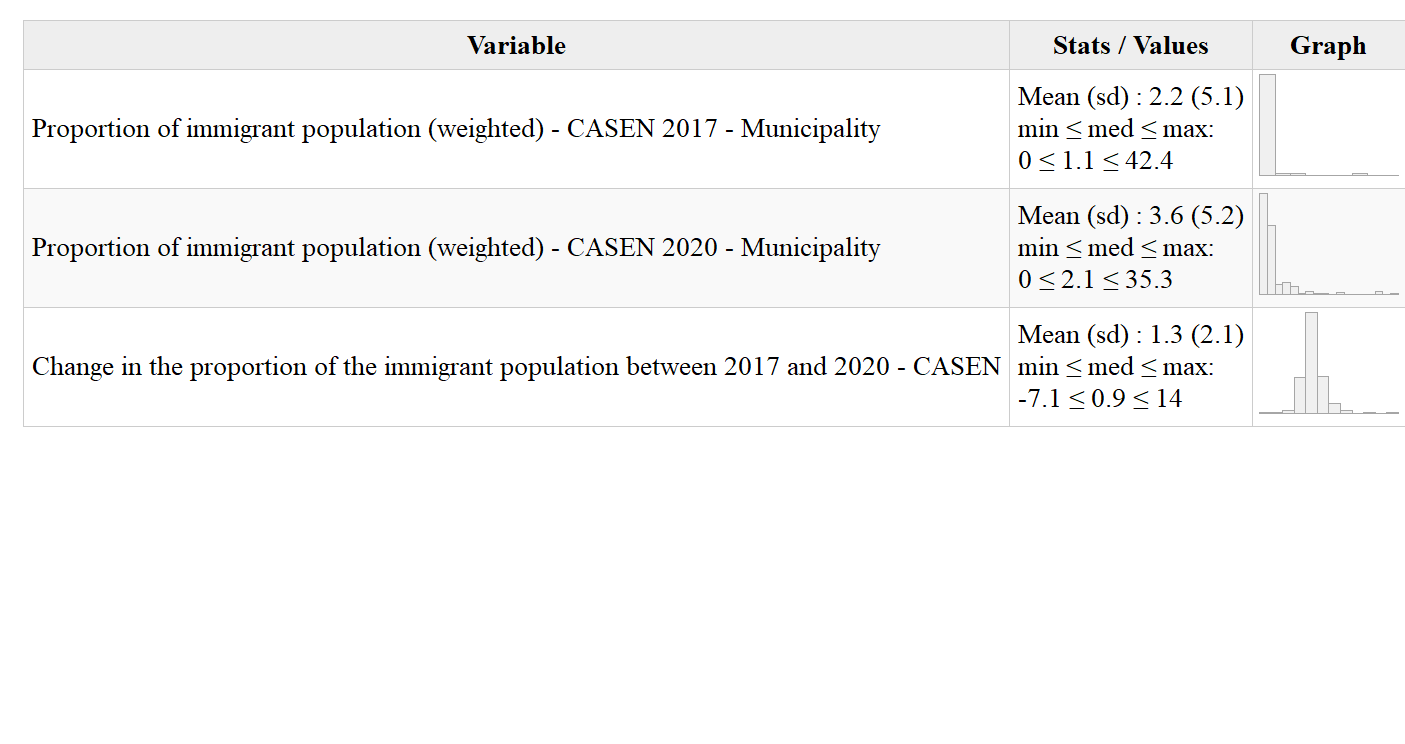 Variable Stats / Values Graph
Proportion of immigrant population (weighted) - CASEN 2017 - Municipality
Mean (sd) : 2.2 (5.1)
min ≤ med ≤ max:
0 ≤ 1.1 ≤ 42.4
Proportion of immigrant population (weighted) - CASEN 2020 - Municipality
Mean (sd) : 3.6 (5.2)
min ≤ med ≤ max:
0 ≤ 2.1 ≤ 35.3
Change in the proportion of the immigrant population between 2017 and 2020 - CASEN
Mean (sd) : 1.3 (2.1)
min ≤ med ≤ max:
-7.1 ≤ 0.9 ≤ 14